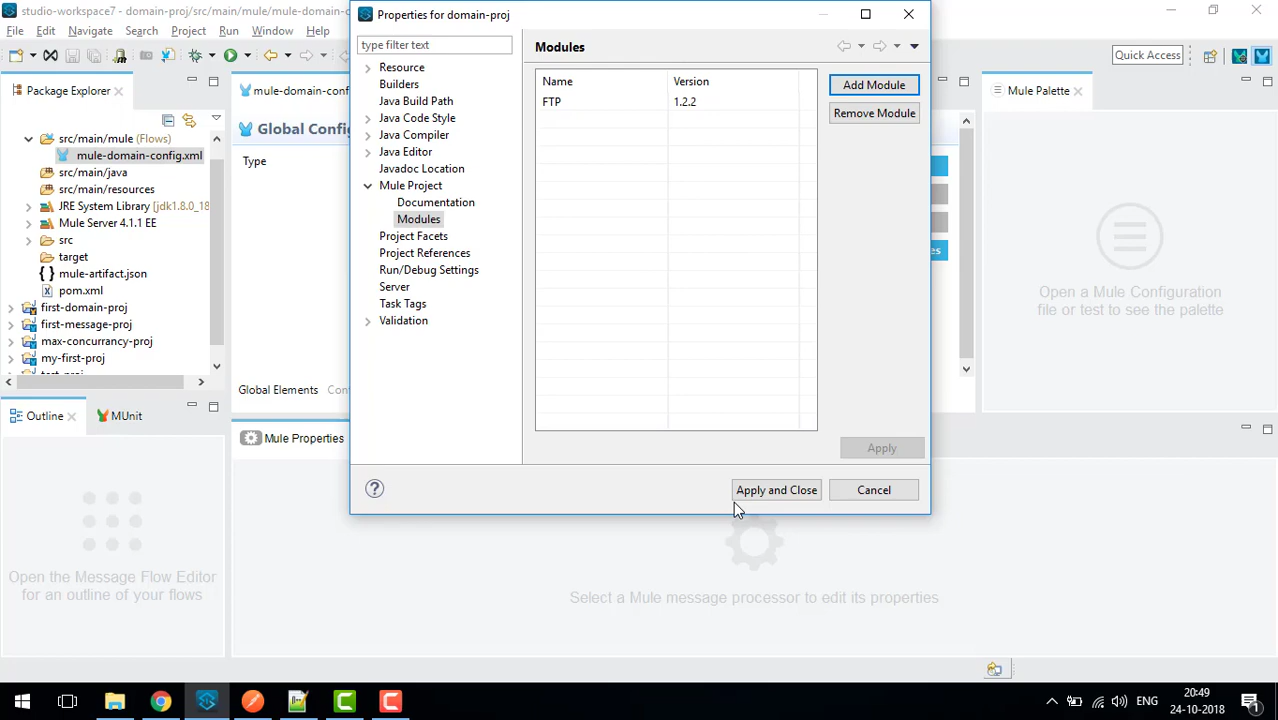 studio-workspace7 - domain-proj/src/main/mule/mule-domain-c
Properties for domain-proj
File Edit Navigate Search Project Run Window Help
type filter text
Modules
Quick Access
Package Explorer
mule-domain-conf
Mule Palette
Resource
Builders
Java Build Path
Java Code Style
Java Compiler
Java Editor
Javadoc Location
Mule Project
Documentation
Modules
Project Facets
Project References
Run/Debug Settings
Server
Task Tags
Validation
Name Version
FTP 1.2.2
Add Module
Remove Module
Global Confi
Type
src/main/mule (Flows)
mule-domain-config.xml
src/main/java
src/main/resources
JRE System Library [jdk1.8.0_18
Mule Server 4.1.1 EE
src
target
mule-artifact.json
pom.xml
first-domain-proj
first-message-proj
max-concurrancy-proj
my-first-proj
es
Open a Mule Configuration
file or test to see the palette
Global Elements
Apply
Apply and Close Cancel
Outline MUnit
Mule Properties
Open the Message Flow Editor
for an outline of your flows
Select a Mule message processor to edit its properties
ENG
20:49
24-10-2018
1